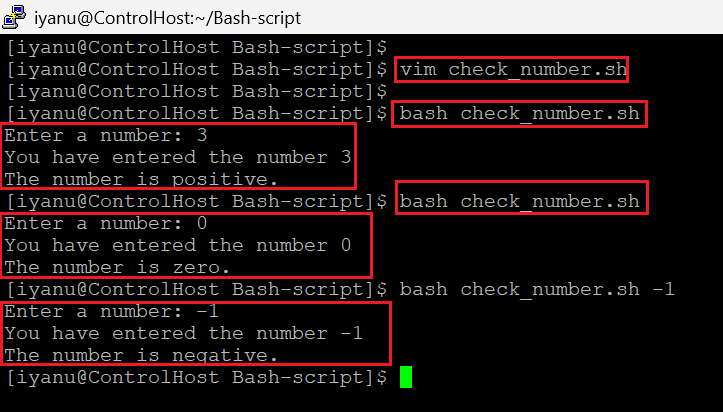 iyanu@ControlHost:~/Bash-script
[iyanu@ControlHost Bash-script]$
[iyanu@ControlHost Bash-script]$ vim check_number.sh
[iyanu@ControlHost Bash-script]$
[iyanu@ControlHost Bash-script]$ bash check_number.sh
Enter a number: 3
You have entered the number 3
The number is positive.
[iyanu@ControlHost Bash-script]$ bash check_number.sh
Enter a number: 0
You have entered the number 0
The number is zero.
[iyanu@ControlHost Bash-script]$ bash check_number.sh -1
Enter a number: -1
You have entered the number -1
The number is negative.
[iyanu@ControlHost Bash-script]$